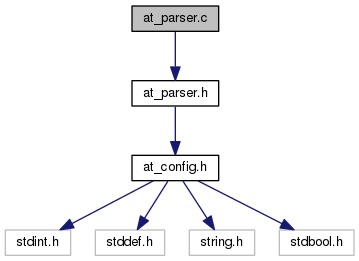 at_parser.c
at_parser.h
at_config.h
stdint.h
stddef.h
string.h
stdbool.h